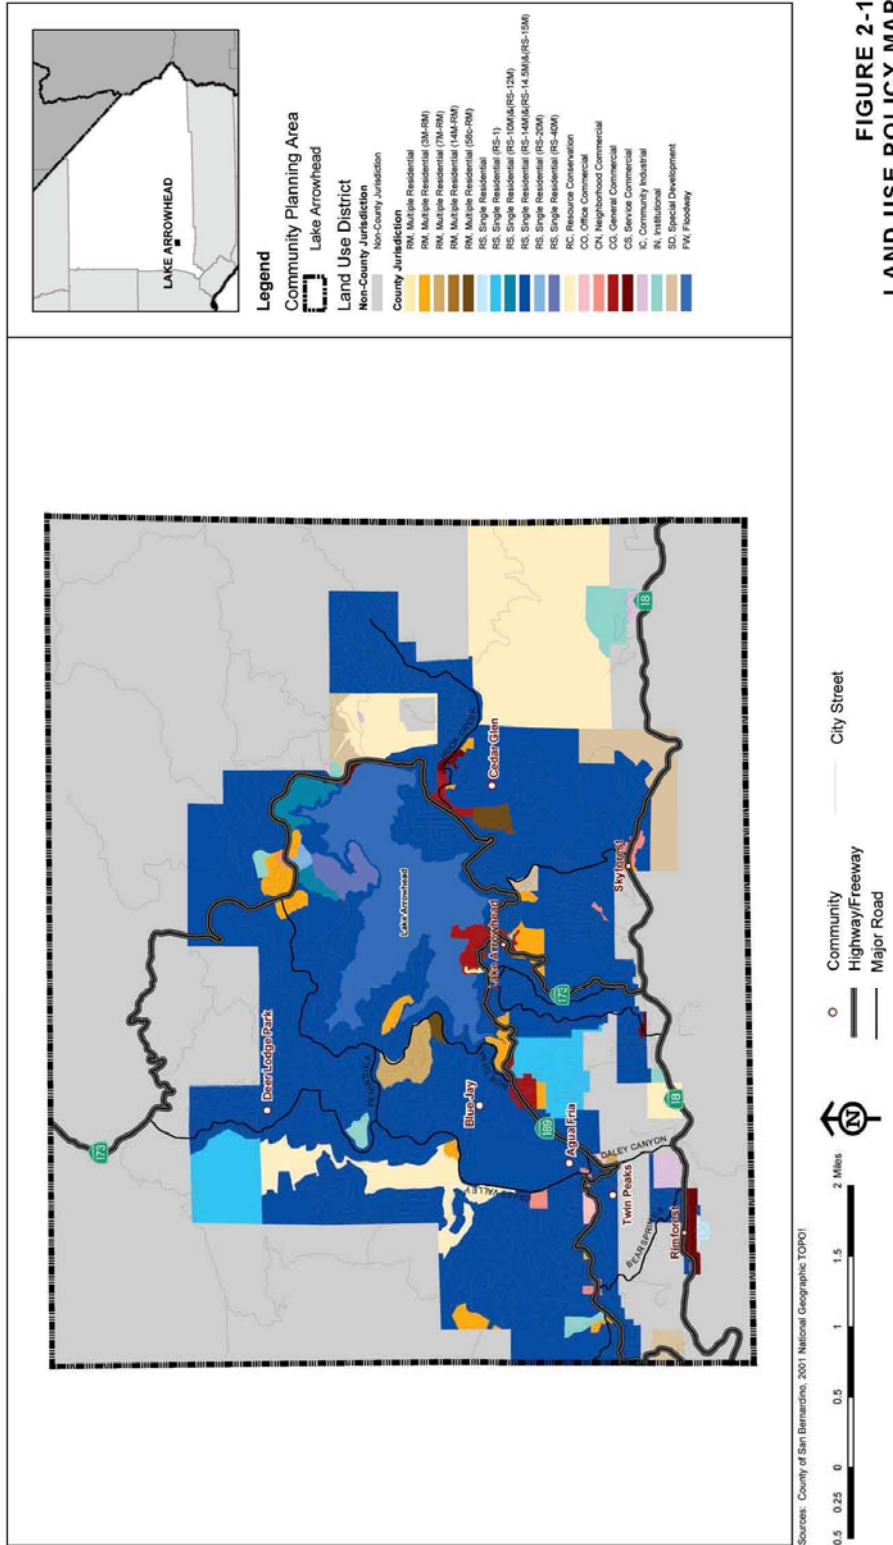 FIGURE 2-1
LAND USE POLICY MAP
LAKE ARROWHEAD
Legend
Community Planning Area
Lake Arrowhead
Land Use District
Non-County Jurisdiction
Non-County Jurisdiction
County Jurisdiction
RM, Multiple Residential
RM, Multiple Residential (3M-RM)
RM, Multiple Residential (7M-RM)
RM, Multiple Residential (14M-RM)
RM, Multiple Residential (58c-RM)
RS, Single Residential
RS, Single Residential (RS-1)
RS, Single Residential (RS-10M)&(RS-12M)
RS, Single Residential (RS-14M)&(RS-14.5M)&(RS-15M)
RS, Single Residential (RS-20M)
RS, Single Residential (RS-40M)
RC, Resource Conservation
CO, Office Commercial
CN, Neighborhood Commercial
CG, General Commercial
CS, Service Commercial
IC, Community Industrial
IN, Institutional
SD, Special Development
FW, Floodway
173
Deer Lodge Park
PENINSULA
Lake Arrowhead
HOOK CREEK
Cedar Glen
Blue Jay
Lake Arrowhead
GRASS VALLEY
189
Agua Fria
173
18
Twin Peaks
DALEY CANYON
Skyforest
BEARSPRINGS
Rimforest
18
Sources: County of San Bernardino, 2001 National Geographic TOPO!
0.5 0.25 0 0.5 1 1.5 2 Miles
N
Community
Highway/Freeway
Major Road
City Street